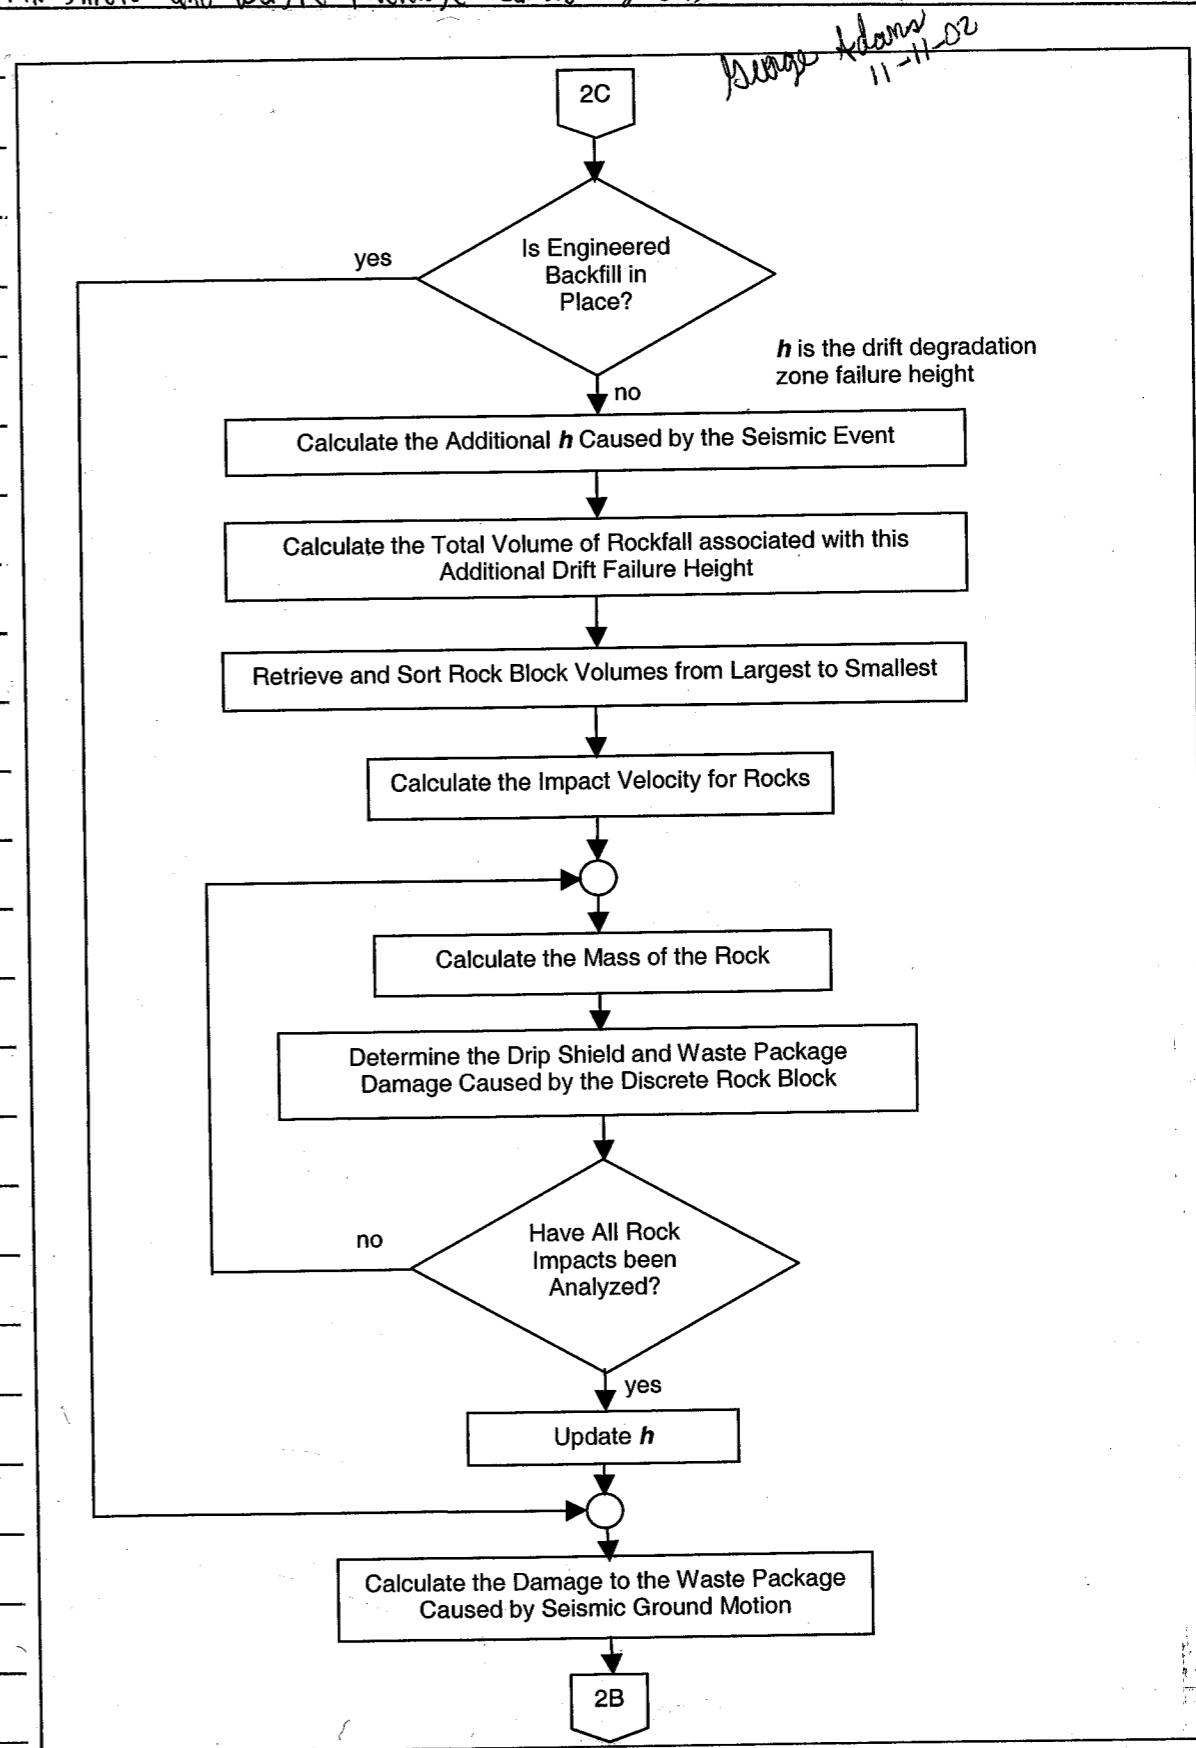 George Adams
11-11-02
2C
Is Engineered
Backfill in
Place?
yes
h is the drift degradation
zone failure height
no
Calculate the Additional h Caused by the Seismic Event
Calculate the Total Volume of Rockfall associated with this
Additional Drift Failure Height
Retrieve and Sort Rock Block Volumes from Largest to Smallest
Calculate the Impact Velocity for Rocks
Calculate the Mass of the Rock
Determine the Drip Shield and Waste Package
Damage Caused by the Discrete Rock Block
Have All Rock
Impacts been
Analyzed?
no
yes
Update h
Calculate the Damage to the Waste Package
Caused by Seismic Ground Motion
2B